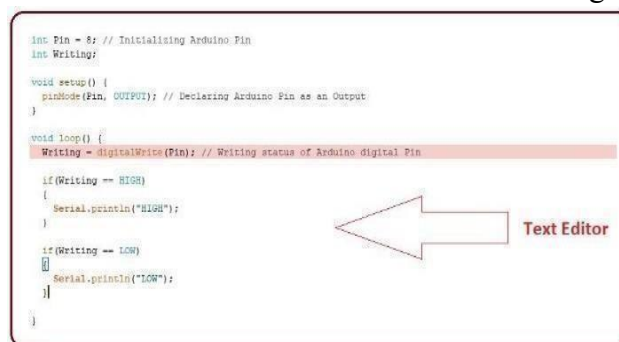 int Pin = 8; // Initializing Arduino Pin
int Writing;
void setup() {
pinMode(Pin, OUTPUT); // Declaring Arduino Pin as an Output
}
void loop() {
Writing = digitalWrite(Pin); // Writing status of Arduino digital Pin
if(Writing == HIGH)
{
Serial.println("HIGH");
}
if(Writing == LOW)
{
Serial.println("LOW");
}
}
Text Editor